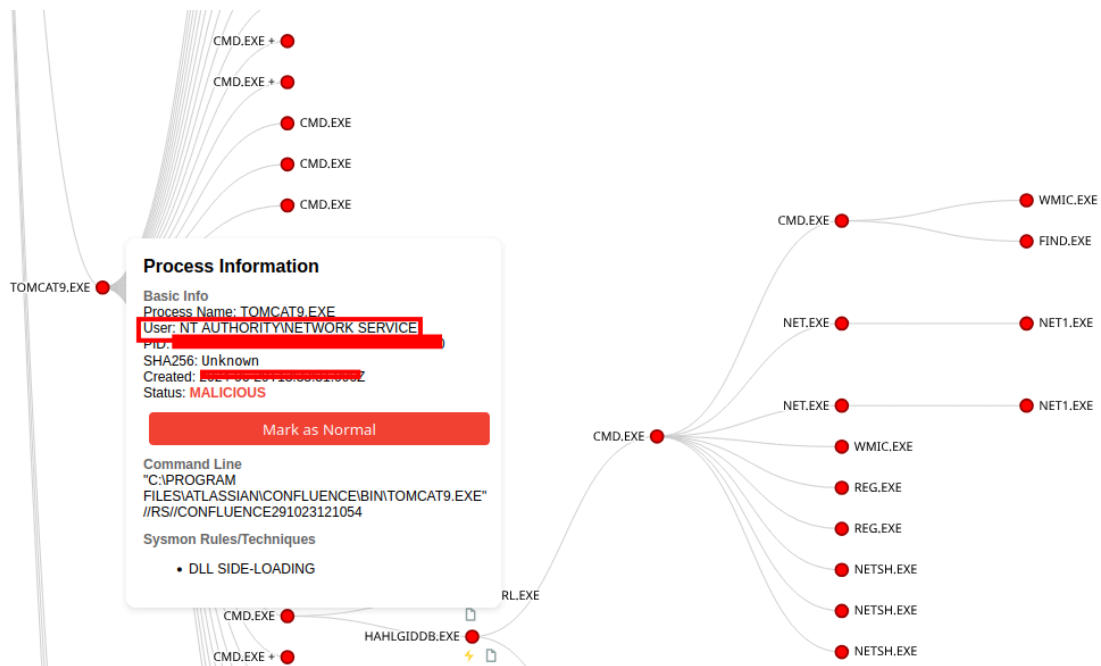 CMD.EXE +
CMD.EXE +
CMD.EXE
CMD.EXE
CMD.EXE
TOMCAT9.EXE
Process Information
Basic Info
Process Name: TOMCAT9.EXE
User: NT AUTHORITY\NETWORK SERVICE
PID:
SHA256: Unknown
Created:
Status: MALICIOUS
Mark as Normal
Command Line
"C:\PROGRAM
FILES\ATLASSIAN\CONFLUENCE\BIN\TOMCAT9.EXE"
//RS//CONFLUENCE291023121054
Sysmon Rules/Techniques
• DLL SIDE-LOADING
CMD.EXE
RL.EXE
HAHLGIDDB.EXE
CMD.EXE +
CMD.EXE
CMD.EXE
WMIC.EXE
FIND.EXE
NET.EXE
NET1.EXE
NET.EXE
NET1.EXE
WMIC.EXE
REG.EXE
REG.EXE
NETSH.EXE
NETSH.EXE
NETSH.EXE